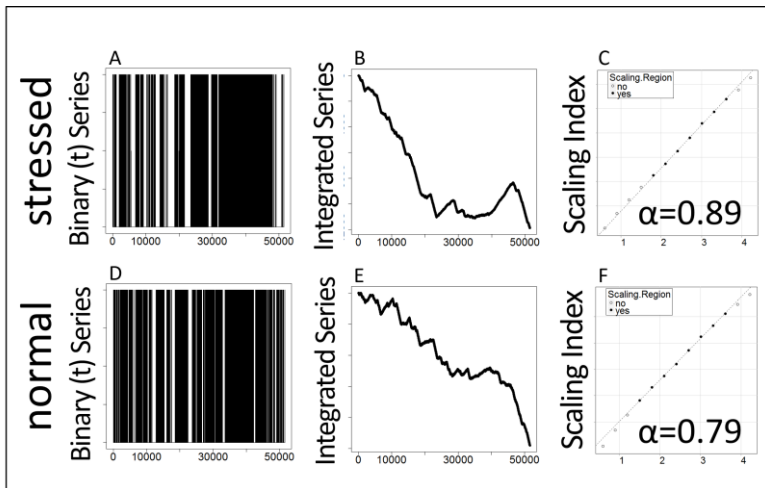 A
B
C
stressed
Binary (t) Series
0 10000 30000 50000
Integrated Series
0 10000 30000 50000
Scaling Index
Scaling.Region
no
yes
α=0.89
1 2 3 4
D
E
F
normal
Binary (t) Series
0 10000 30000 50000
Integrated Series
0 10000 30000 50000
Scaling Index
Scaling.Region
no
yes
α=0.79
1 2 3 4